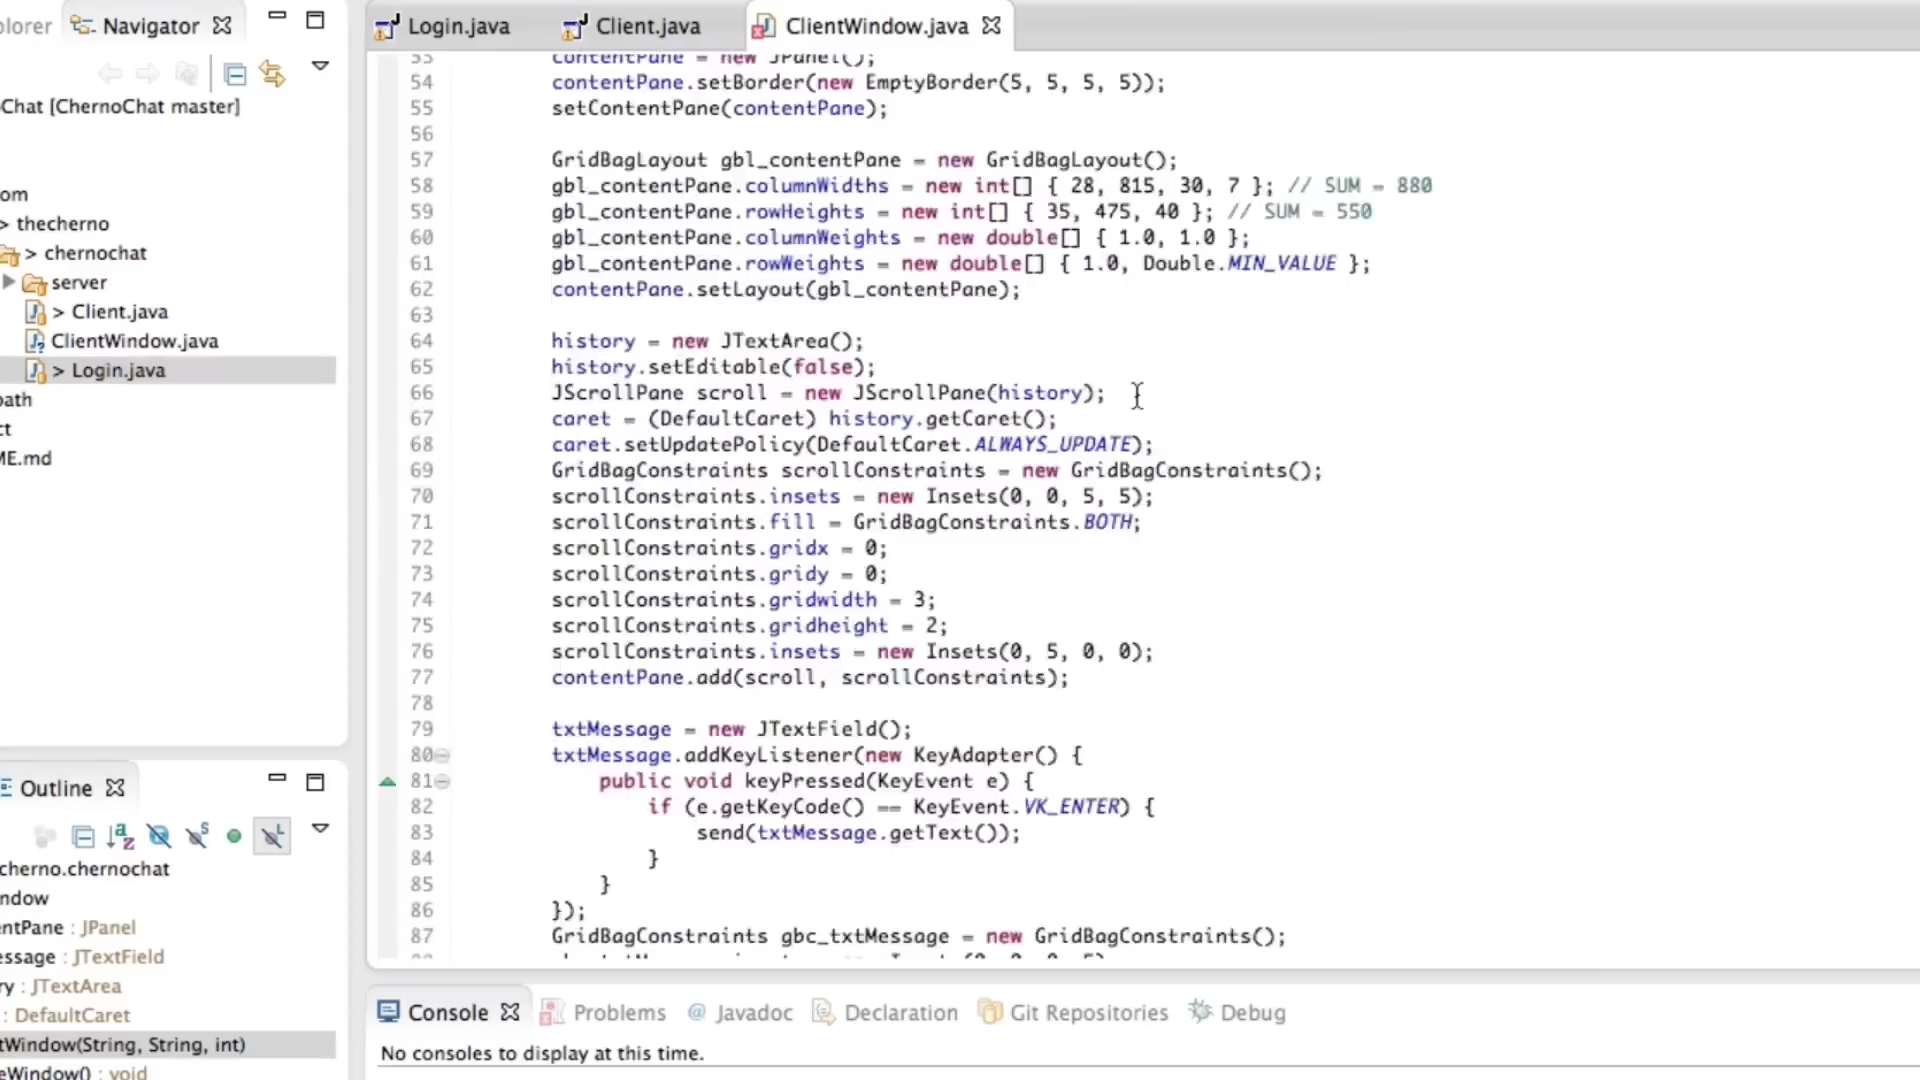 plorer Navigator
Chat [ChernoChat master]
om
> thecherno
> chernochat
server
> Client.java
ClientWindow.java
> Login.java
path
ct
ME.md
Outline
cherno.chernochat
ndow
entPane : JPanel
essage : JTextField
ry : JTextArea
: DefaultCaret
tWindow(String, String, int)
eWindow() : void
Login.java Client.java ClientWindow.java
53 contentPane = new JPanel();
54 contentPane.setBorder(new EmptyBorder(5, 5, 5, 5));
55 setContentPane(contentPane);
56
57 GridBagLayout gbl_contentPane = new GridBagLayout();
58 gbl_contentPane.columnWidths = new int[] { 28, 815, 30, 7 }; // SUM = 880
59 gbl_contentPane.rowHeights = new int[] { 35, 475, 40 }; // SUM = 550
60 gbl_contentPane.columnWeights = new double[] { 1.0, 1.0 };
61 gbl_contentPane.rowWeights = new double[] { 1.0, Double.MIN_VALUE };
62 contentPane.setLayout(gbl_contentPane);
63
64 history = new JTextArea();
65 history.setEditable(false);
66 JScrollPane scroll = new JScrollPane(history);
67 caret = (DefaultCaret) history.getCaret();
68 caret.setUpdatePolicy(DefaultCaret.ALWAYS_UPDATE);
69 GridBagConstraints scrollConstraints = new GridBagConstraints();
70 scrollConstraints.insets = new Insets(0, 0, 5, 5);
71 scrollConstraints.fill = GridBagConstraints.BOTH;
72 scrollConstraints.gridx = 0;
73 scrollConstraints.gridy = 0;
74 scrollConstraints.gridwidth = 3;
75 scrollConstraints.gridheight = 2;
76 scrollConstraints.insets = new Insets(0, 5, 0, 0);
77 contentPane.add(scroll, scrollConstraints);
78
79 txtMessage = new JTextField();
80 txtMessage.addKeyListener(new KeyAdapter() {
81 public void keyPressed(KeyEvent e) {
82 if (e.getKeyCode() == KeyEvent.VK_ENTER) {
83 send(txtMessage.getText());
84 }
85 }
86 });
87 GridBagConstraints gbc_txtMessage = new GridBagConstraints();
Console Problems @ Javadoc Declaration Git Repositories Debug
No consoles to display at this time.